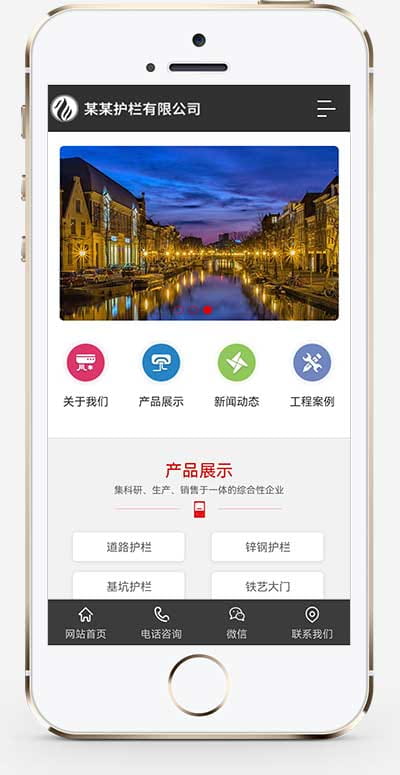 某某护栏有限公司
关于我们 产品展示 新闻动态 工程案例
产品展示
集科研、生产、销售于一体的综合性企业
道路护栏 锌钢护栏
基坑护栏 铁艺大门
网站首页 电话咨询 微信 联系我们